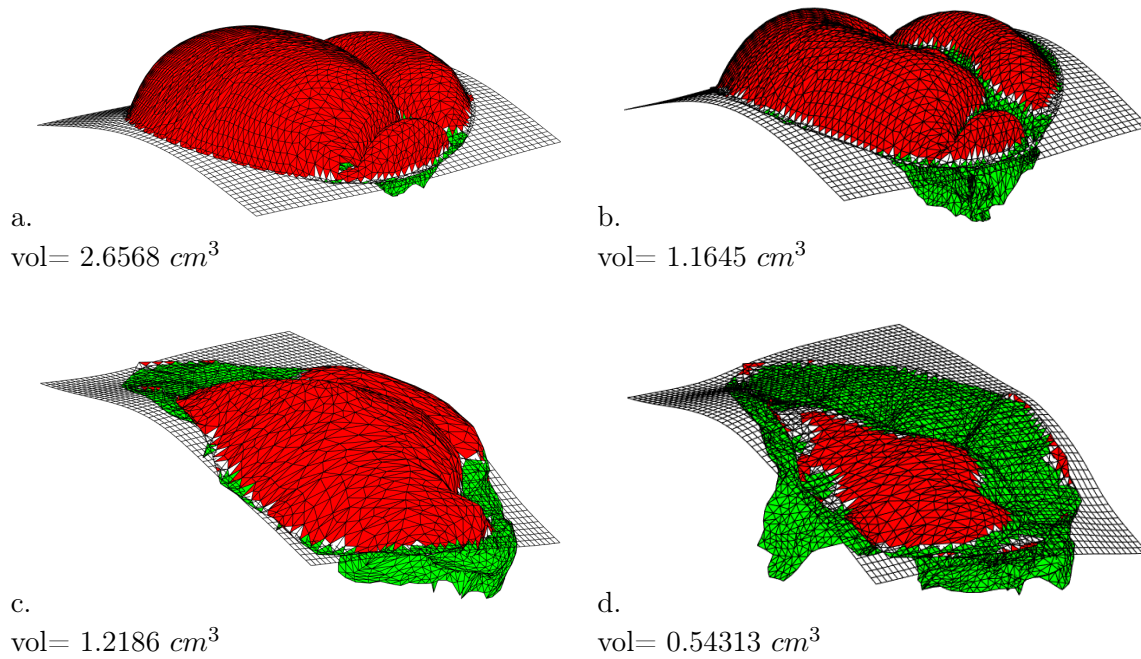 a.
vol= 2.6568 cm³
b.
vol= 1.1645 cm³
c.
vol= 1.2186 cm³
d.
vol= 0.54313 cm³